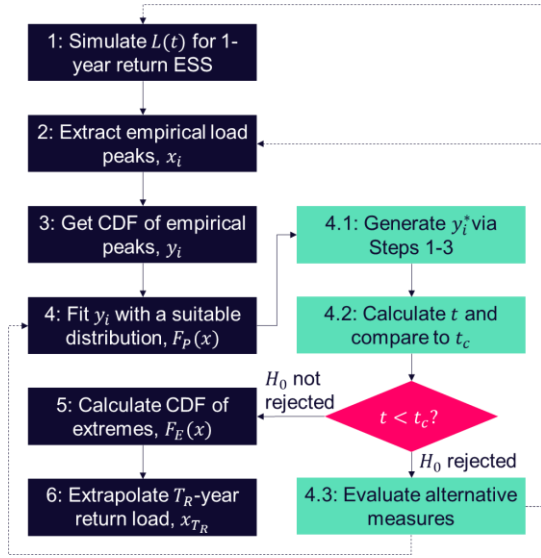 1: Simulate L(t) for 1-
year return ESS
2: Extract empirical load
peaks, xᵢ
3: Get CDF of empirical
peaks, yᵢ
4: Fit yᵢ with a suitable
distribution, F_P(x)
5: Calculate CDF of
extremes, F_E(x)
6: Extrapolate T_R-year
return load, x_{T_R}
4.1: Generate yᵢ* via
Steps 1-3
4.2: Calculate t and
compare to t_c
H₀ not
rejected
t < t_c?
H₀ rejected
4.3: Evaluate alternative
measures